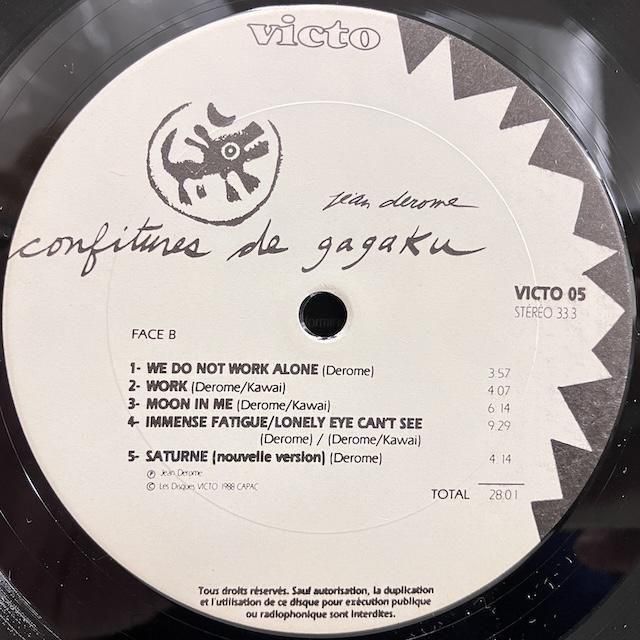 victo
jean derome
confitures de gagaku
VICTO 05
STÉRÉO 33.3
FACE B
1- WE DO NOT WORK ALONE (Derome) 3:57
2- WORK (Derome/Kawai) 4:07
3- MOON IN ME (Derome/Kawai) 6:14
4- IMMENSE FATIGUE/LONELY EYE CAN'T SEE 9:29
(Derome) / (Derome/Kawai)
5- SATURNE (nouvelle version) (Derome) 4:14
℗ Jean Derome
© Les Disques VICTO 1988 CAPAC
TOTAL 28:01
Tous droits réservés. Sauf autorisation, la duplication
et l'utilisation de ce disque pour exécution publique
ou radiophonique sont interdites.